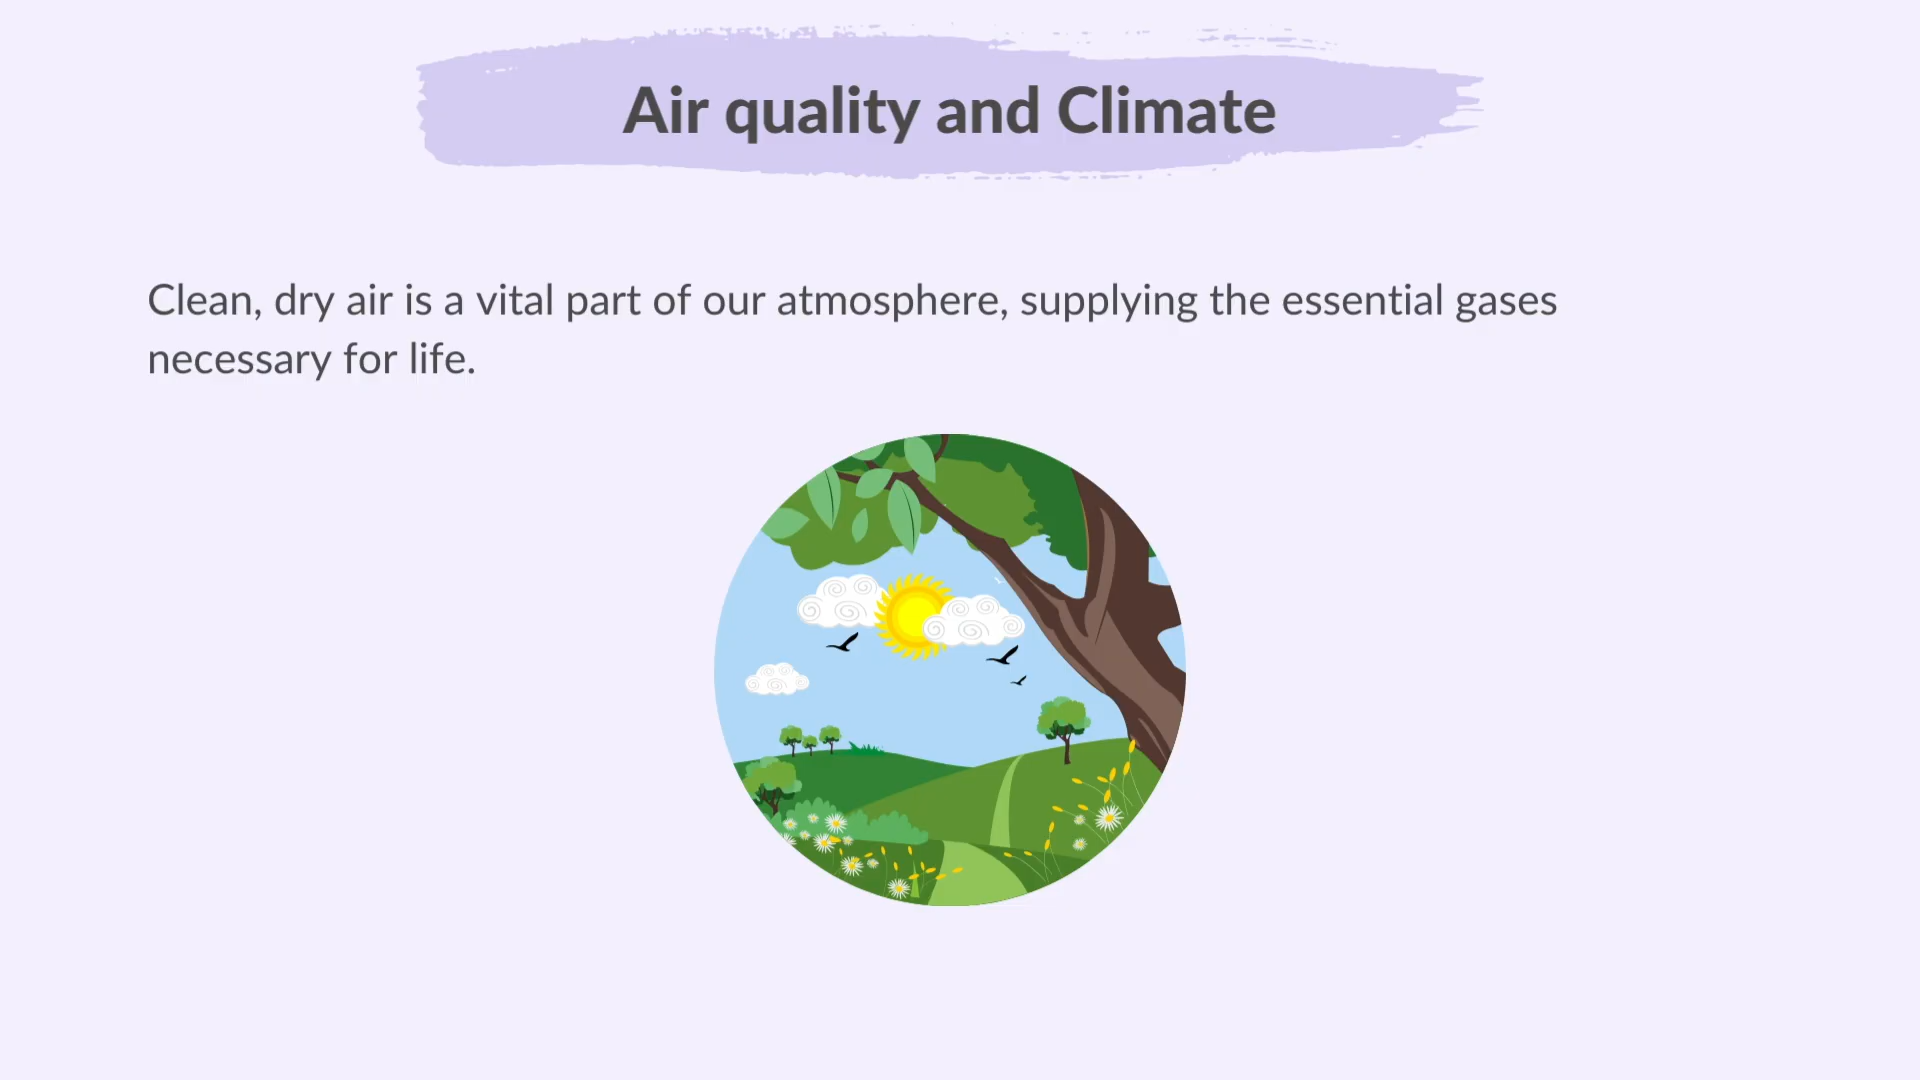 Air quality and Climate
Clean, dry air is a vital part of our atmosphere, supplying the essential gases
necessary for life.